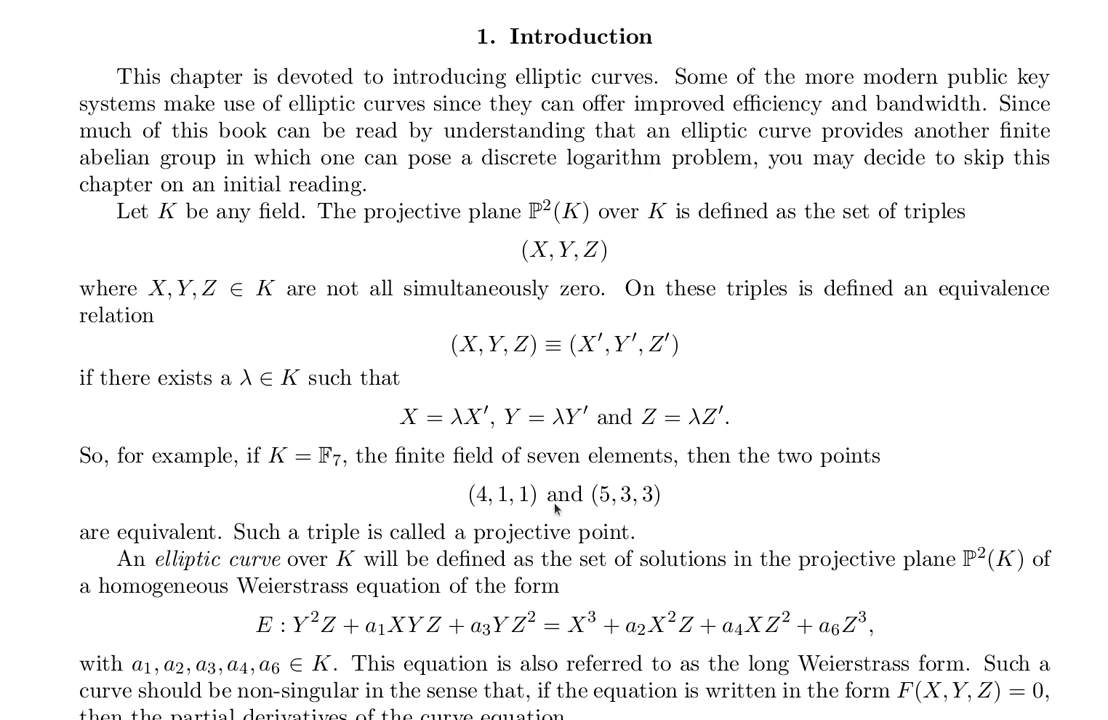 1. Introduction
This chapter is devoted to introducing elliptic curves. Some of the more modern public key
systems make use of elliptic curves since they can offer improved efficiency and bandwidth. Since
much of this book can be read by understanding that an elliptic curve provides another finite
abelian group in which one can pose a discrete logarithm problem, you may decide to skip this
chapter on an initial reading.
Let K be any field. The projective plane ℙ²(K) over K is defined as the set of triples
(X, Y, Z)
where X, Y, Z ∈ K are not all simultaneously zero. On these triples is defined an equivalence
relation
(X, Y, Z) ≡ (X′, Y′, Z′)
if there exists a λ ∈ K such that
X = λX′, Y = λY′ and Z = λZ′.
So, for example, if K = 𝔽₇, the finite field of seven elements, then the two points
(4, 1, 1) and (5, 3, 3)
are equivalent. Such a triple is called a projective point.
An elliptic curve over K will be defined as the set of solutions in the projective plane ℙ²(K) of
a homogeneous Weierstrass equation of the form
E : Y²Z + a₁XYZ + a₃YZ² = X³ + a₂X²Z + a₄XZ² + a₆Z³,
with a₁, a₂, a₃, a₄, a₆ ∈ K. This equation is also referred to as the long Weierstrass form. Such a
curve should be non-singular in the sense that, if the equation is written in the form F(X, Y, Z) = 0,
then the partial derivatives of the curve equation